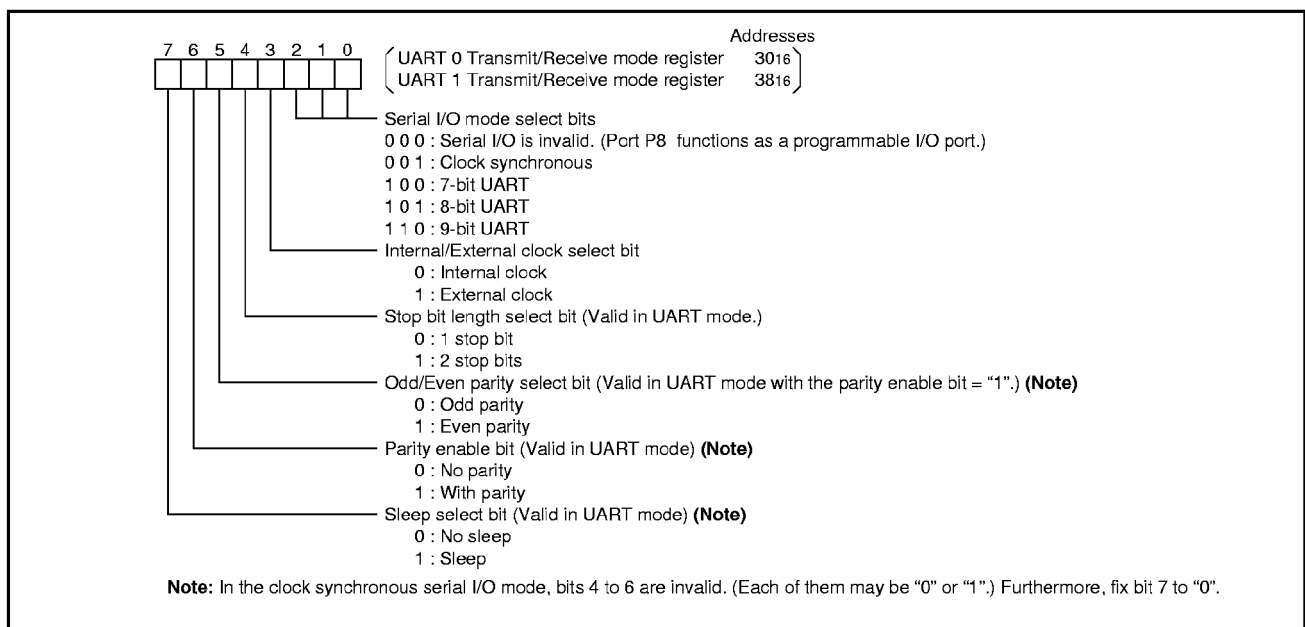 Addresses
7 6 5 4 3 2 1 0
UART 0 Transmit/Receive mode register 3016
UART 1 Transmit/Receive mode register 3816
Serial I/O mode select bits
0 0 0 : Serial I/O is invalid. (Port P8 functions as a programmable I/O port.)
0 0 1 : Clock synchronous
1 0 0 : 7-bit UART
1 0 1 : 8-bit UART
1 1 0 : 9-bit UART
Internal/External clock select bit
0 : Internal clock
1 : External clock
Stop bit length select bit (Valid in UART mode.)
0 : 1 stop bit
1 : 2 stop bits
Odd/Even parity select bit (Valid in UART mode with the parity enable bit = “1”.) (Note)
0 : Odd parity
1 : Even parity
Parity enable bit (Valid in UART mode) (Note)
0 : No parity
1 : With parity
Sleep select bit (Valid in UART mode) (Note)
0 : No sleep
1 : Sleep
Note: In the clock synchronous serial I/O mode, bits 4 to 6 are invalid. (Each of them may be “0” or “1”.) Furthermore, fix bit 7 to “0”.